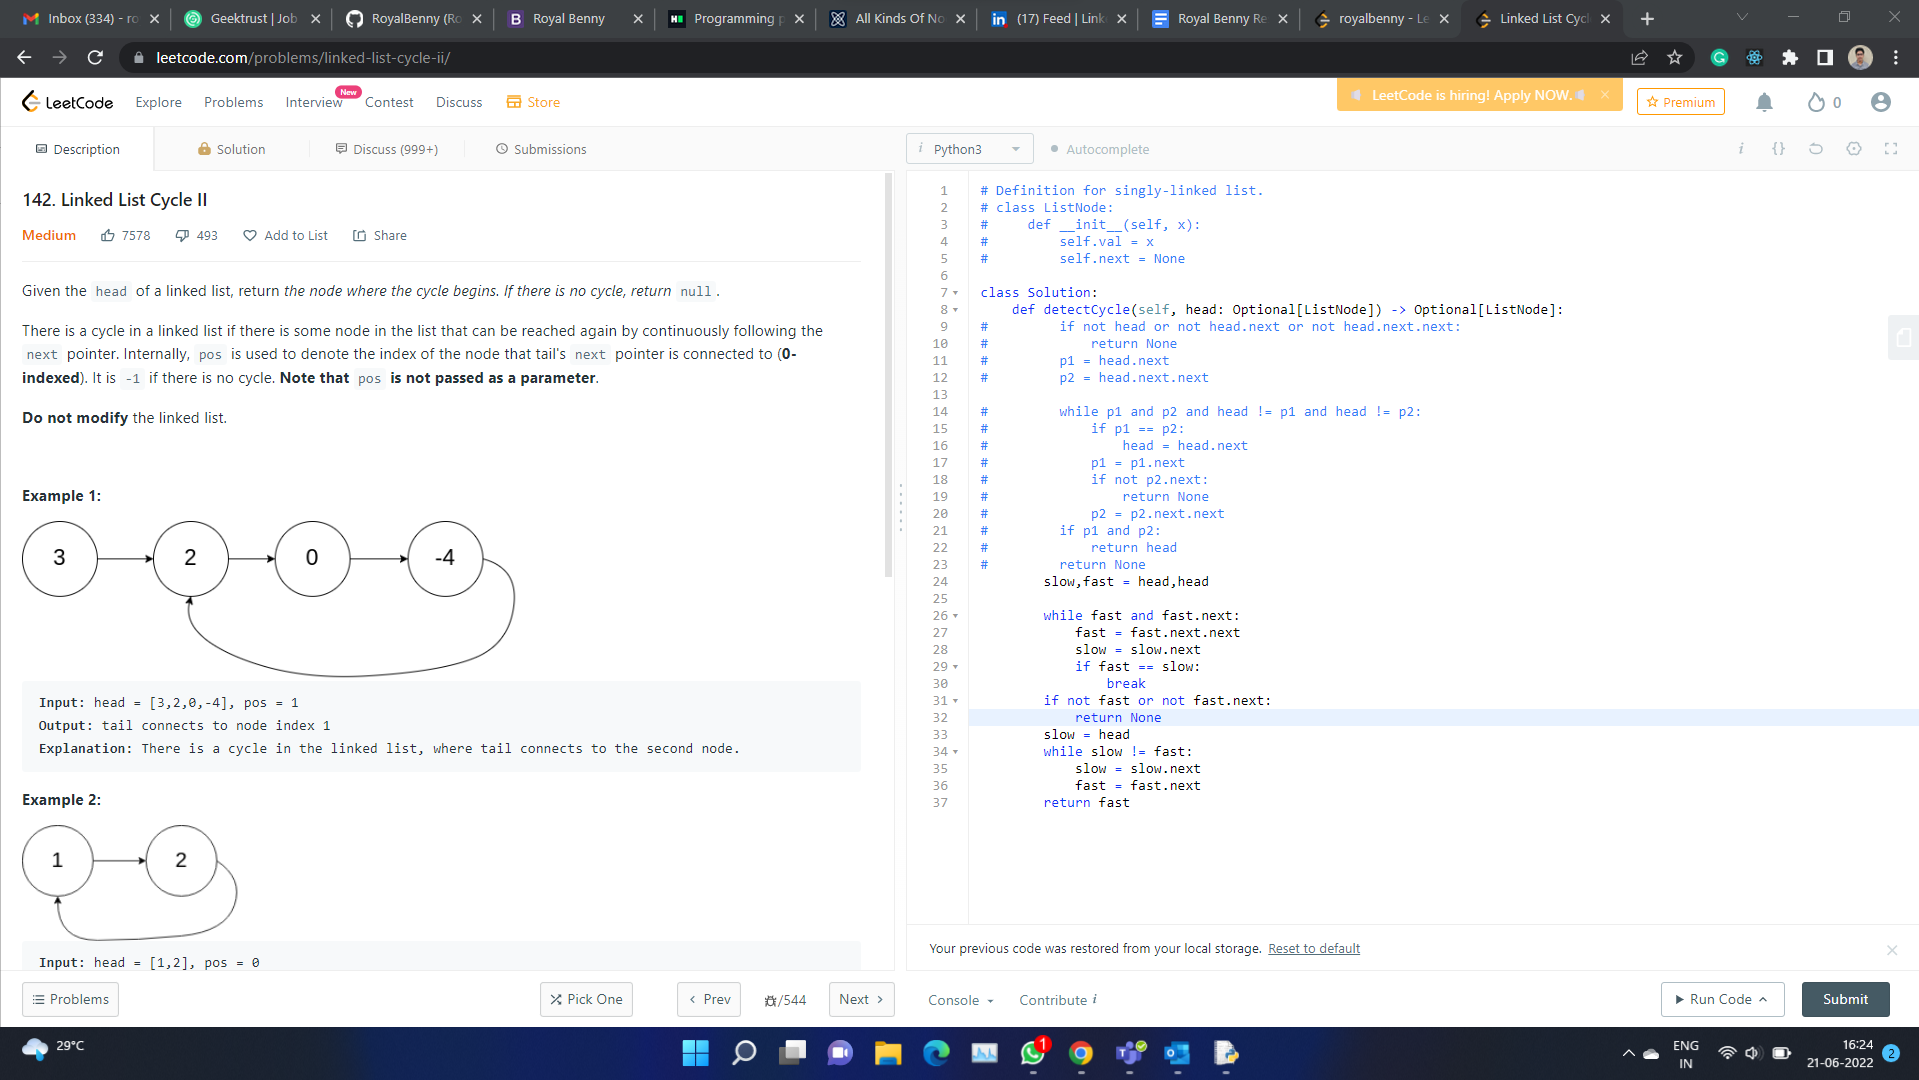 Inbox (334) - ro
Geektrust | Job
RoyalBenny (Ro
Royal Benny
Programming p
All Kinds Of No
(17) Feed | Link
Royal Benny Re
royalbenny - Le
Linked List Cycl
leetcode.com/problems/linked-list-cycle-ii/
LeetCode
Explore
Problems
Interview
New
Contest
Discuss
Store
LeetCode is hiring! Apply NOW.
Premium
0
Description
Solution
Discuss (999+)
Submissions
Python3
Autocomplete
142. Linked List Cycle II
Medium
7578
493
Add to List
Share
Given the head of a linked list, return the node where the cycle begins. If there is no cycle, return null.
There is a cycle in a linked list if there is some node in the list that can be reached again by continuously following the
next pointer. Internally, pos is used to denote the index of the node that tail's next pointer is connected to (0-
indexed). It is -1 if there is no cycle. Note that pos is not passed as a parameter.
Do not modify the linked list.
Example 1:
3
2
0
-4
Input: head = [3,2,0,-4], pos = 1
Output: tail connects to node index 1
Explanation: There is a cycle in the linked list, where tail connects to the second node.
Example 2:
1
2
Input: head = [1,2], pos = 0
1 # Definition for singly-linked list.
2 # class ListNode:
3 #     def __init__(self, x):
4 #         self.val = x
5 #         self.next = None
6
7 class Solution:
8     def detectCycle(self, head: Optional[ListNode]) -> Optional[ListNode]:
9 #         if not head or not head.next or not head.next.next:
10 #             return None
11 #         p1 = head.next
12 #         p2 = head.next.next
13
14 #         while p1 and p2 and head != p1 and head != p2:
15 #             if p1 == p2:
16 #                 head = head.next
17 #             p1 = p1.next
18 #             if not p2.next:
19 #                 return None
20 #             p2 = p2.next.next
21 #         if p1 and p2:
22 #             return head
23 #         return None
24         slow,fast = head,head
25
26         while fast and fast.next:
27             fast = fast.next.next
28             slow = slow.next
29             if fast == slow:
30                 break
31         if not fast or not fast.next:
32             return None
33         slow = head
34         while slow != fast:
35             slow = slow.next
36             fast = fast.next
37         return fast
Your previous code was restored from your local storage. Reset to default
Problems
Pick One
Prev
/544
Next
Console
Contribute i
Run Code
Submit
29°C
1
ENG
IN
16:24
21-06-2022
2